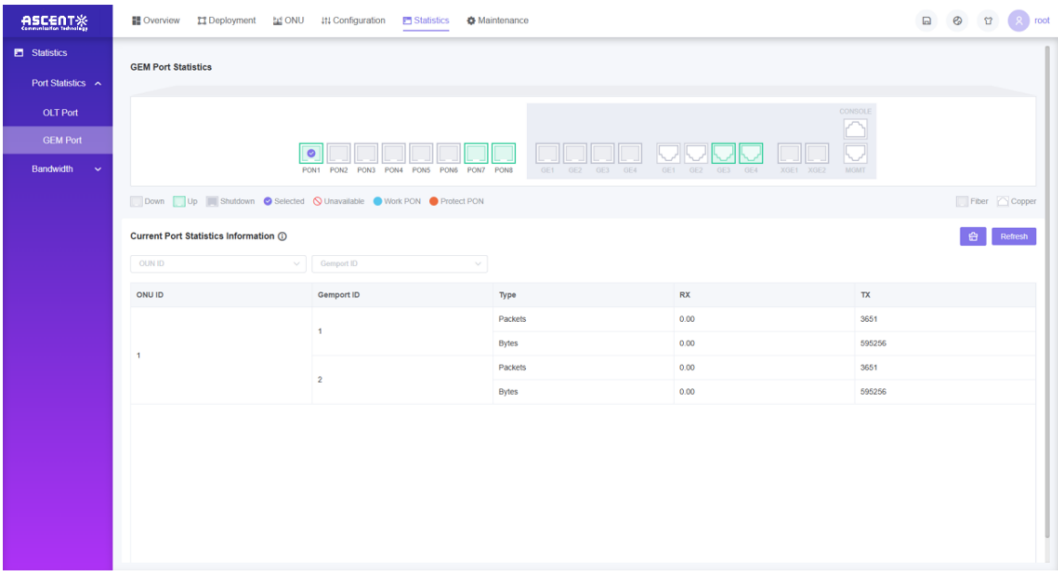 ASCENT
Communication Technology
Overview Deployment ONU Configuration Statistics Maintenance root
Statistics
Port Statistics
OLT Port
GEM Port
Bandwidth
GEM Port Statistics
CONSOLE
PON1 PON2 PON3 PON4 PON5 PON6 PON7 PON8 GE1 GE2 GE3 GE4 GE1 GE2 GE3 GE4 XGE1 XGE2 MGMT
Down Up Shutdown Selected Unavailable Work PON Protect PON Fiber Copper
Current Port Statistics Information
Refresh
OUN ID Gemport ID
ONU ID Gemport ID Type RX TX
1 1 Packets 0.00 3651
Bytes 0.00 595256
2 Packets 0.00 3651
Bytes 0.00 595256